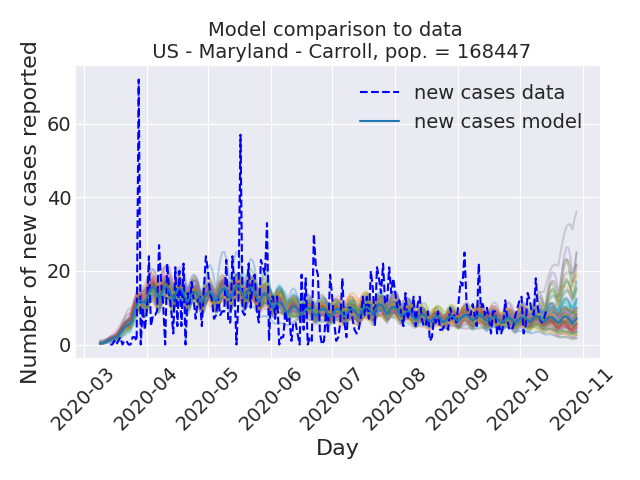 Model comparison to data
US - Maryland - Carroll, pop. = 168447
Number of new cases reported
60
40
20
0
new cases data
new cases model
2020-03
2020-04
2020-05
2020-06
2020-07
2020-08
2020-09
2020-10
2020-11
Day